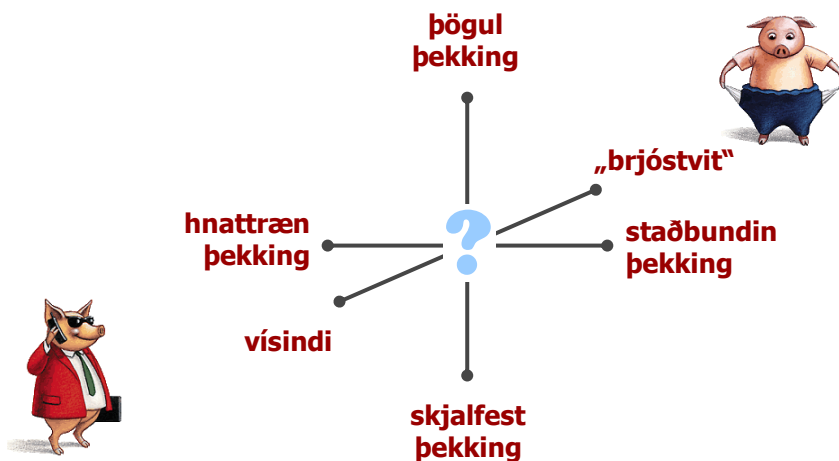 þögul
þekking
„brjóstvit“
hnattræn
þekking
?
staðbundin
þekking
vísindi
skjalfest
þekking